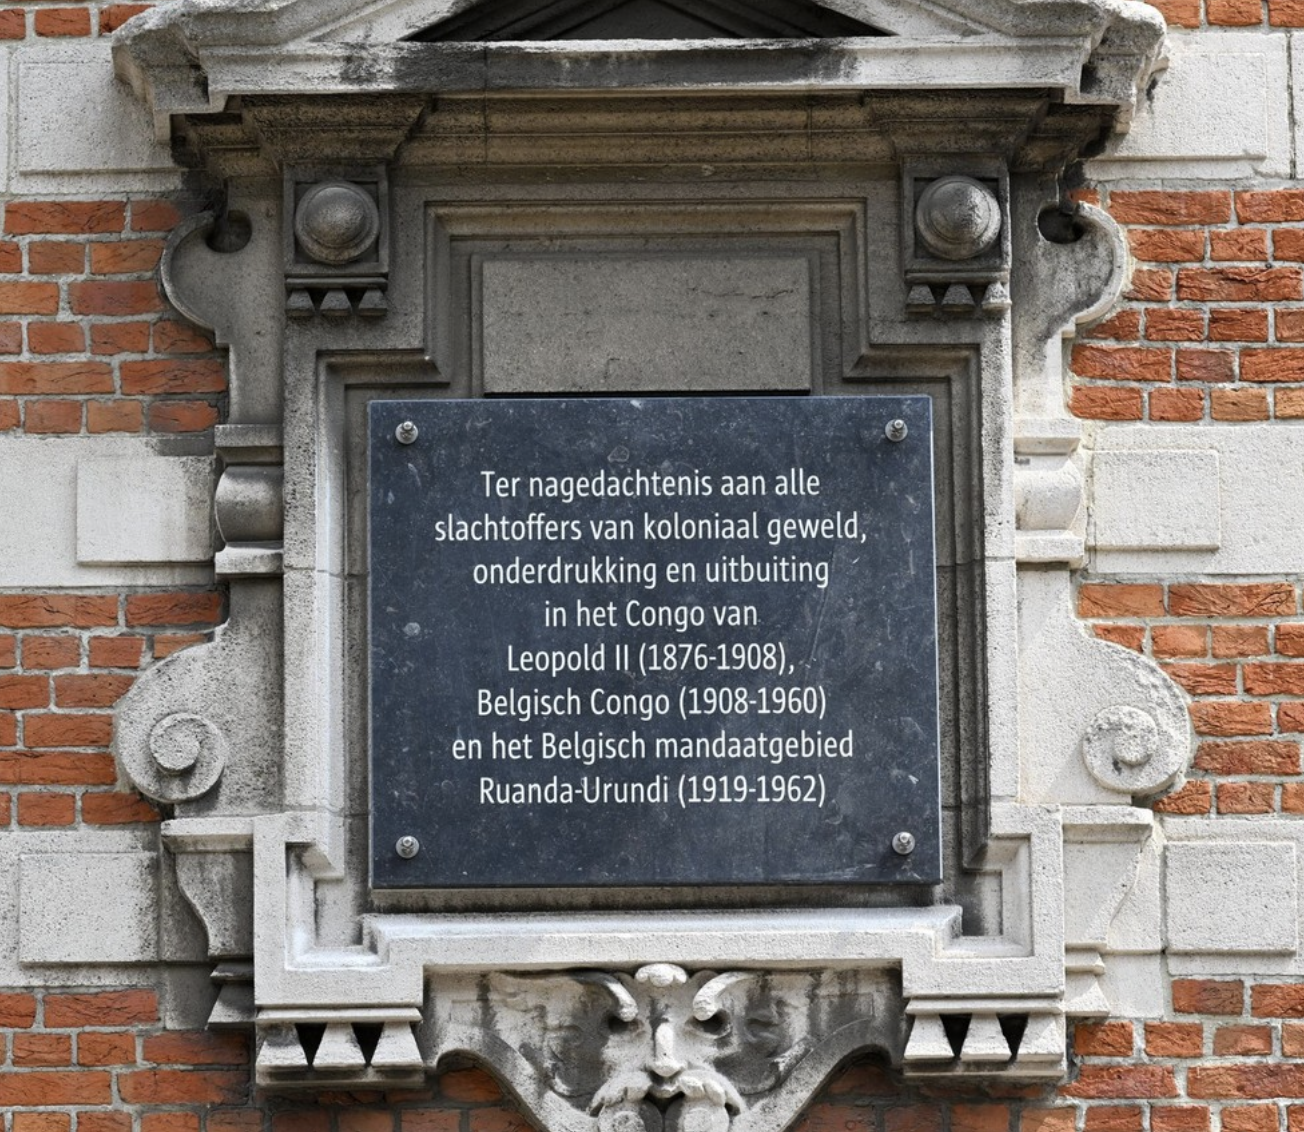 Ter nagedachtenis aan alle
slachtoffers van koloniaal geweld,
onderdrukking en uitbuiting
in het Congo van
Leopold II (1876-1908),
Belgisch Congo (1908-1960)
en het Belgisch mandaatgebied
Ruanda-Urundi (1919-1962)